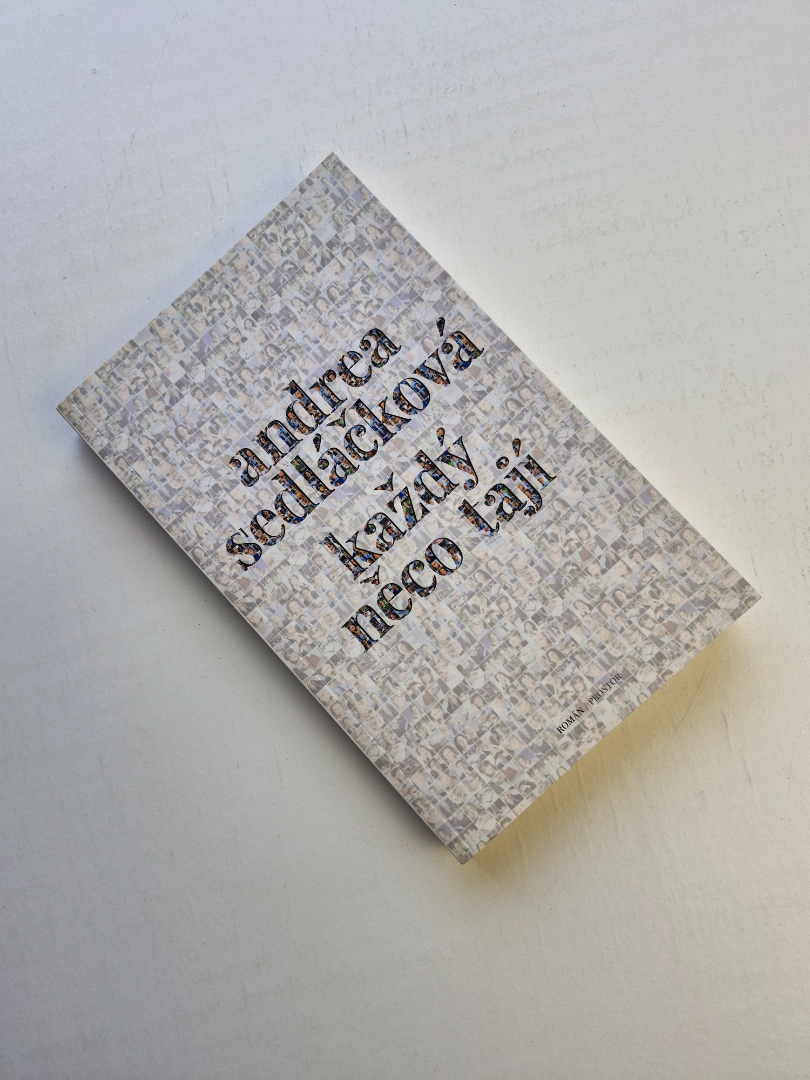 andrea
sedláčková
každý
něco tají
ROMÁN / PROSTOR